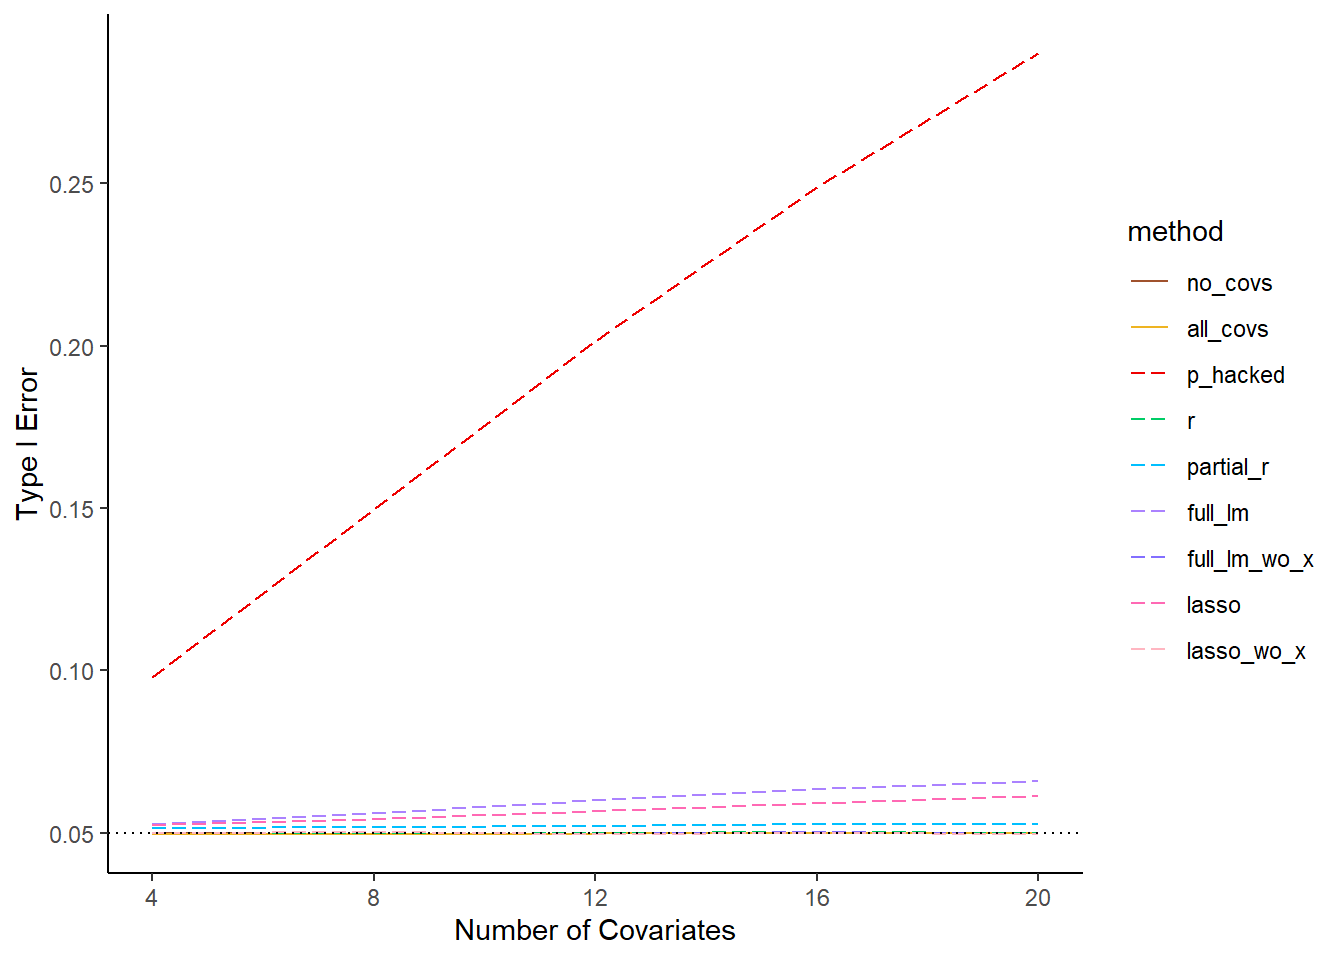 Type I Error
0.25
0.20
0.15
0.10
0.05
4 8 12 16 20
Number of Covariates
method
no_covs
all_covs
p_hacked
r
partial_r
full_lm
full_lm_wo_x
lasso
lasso_wo_x